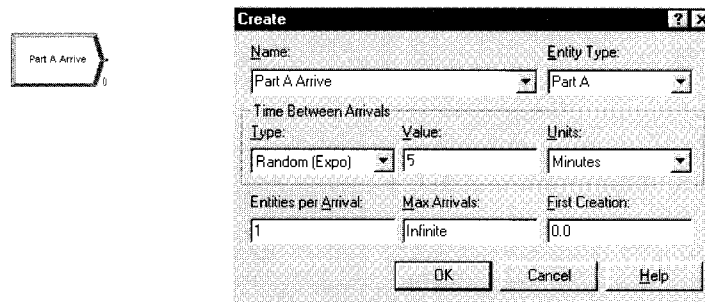 Part A Arrive
0
Create
Name:
Entity Type:
Part A Arrive
Part A
Time Between Arrivals
Type:
Value:
Units:
Random (Expo)
5
Minutes
Entities per Arrival:
Max Arrivals:
First Creation:
1
Infinite
0.0
OK
Cancel
Help